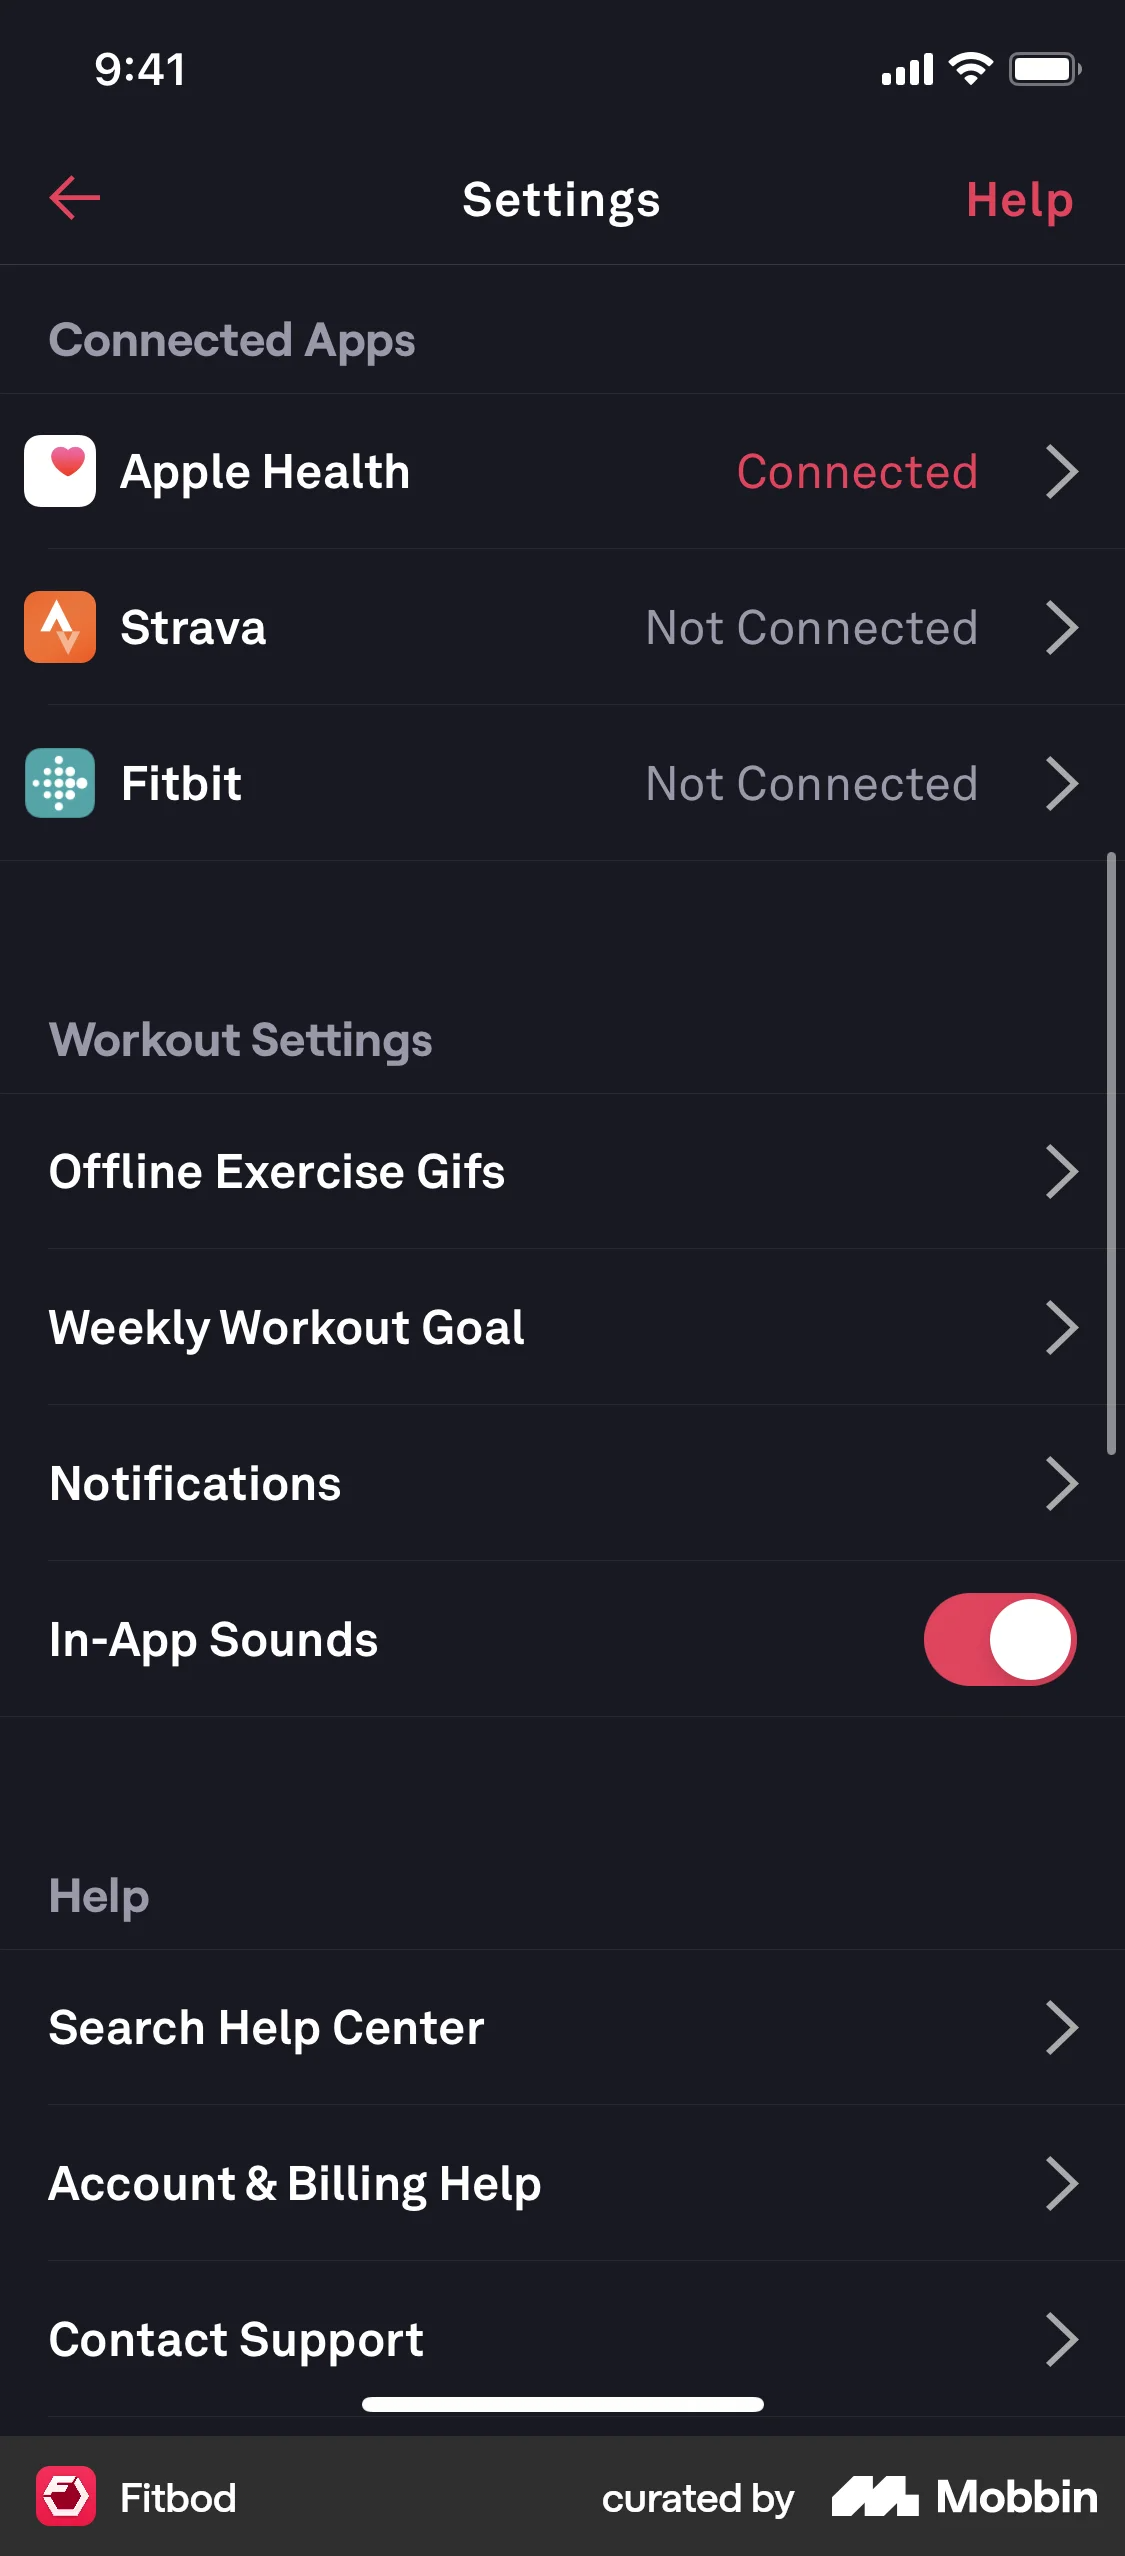 9:41
Settings
Help
Connected Apps
Apple Health
Connected
Strava
Not Connected
Fitbit
Not Connected
Workout Settings
Offline Exercise Gifs
Weekly Workout Goal
Notifications
In-App Sounds
Help
Search Help Center
Account & Billing Help
Contact Support
Fitbod
curated by
Mobbin